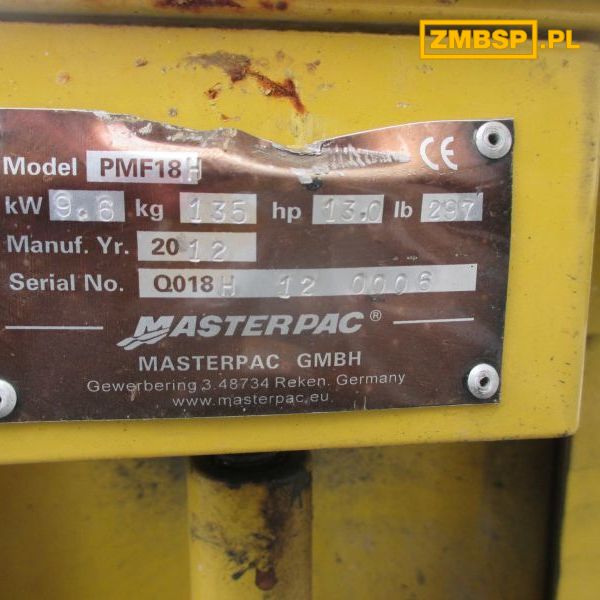 ZMBSP.PL
CE
Model PMF18H
kW 9.6 kg 135 hp 13.0 lb 297
Manuf. Yr. 2012
Serial No. Q018H 12 0006
MASTERPAC®
MASTERPAC GMBH
Gewerbering 3.48734 Reken. Germany
www.masterpac.eu